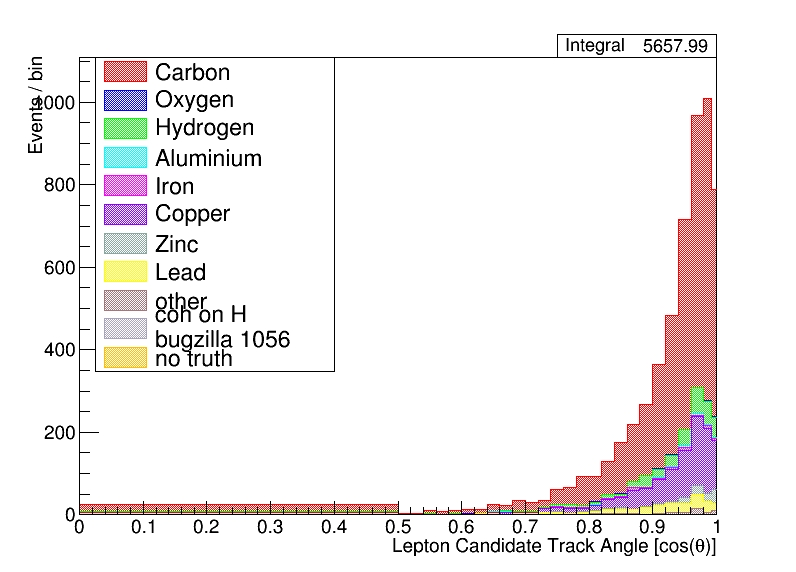 Integral 5657.99
Events / bin
Carbon
Oxygen
Hydrogen
Aluminium
Iron
Copper
Zinc
Lead
other
coh on H
bugzilla 1056
no truth
1000
800
600
400
200
0
0 0.1 0.2 0.3 0.4 0.5 0.6 0.7 0.8 0.9 1
Lepton Candidate Track Angle [cos(θ)]